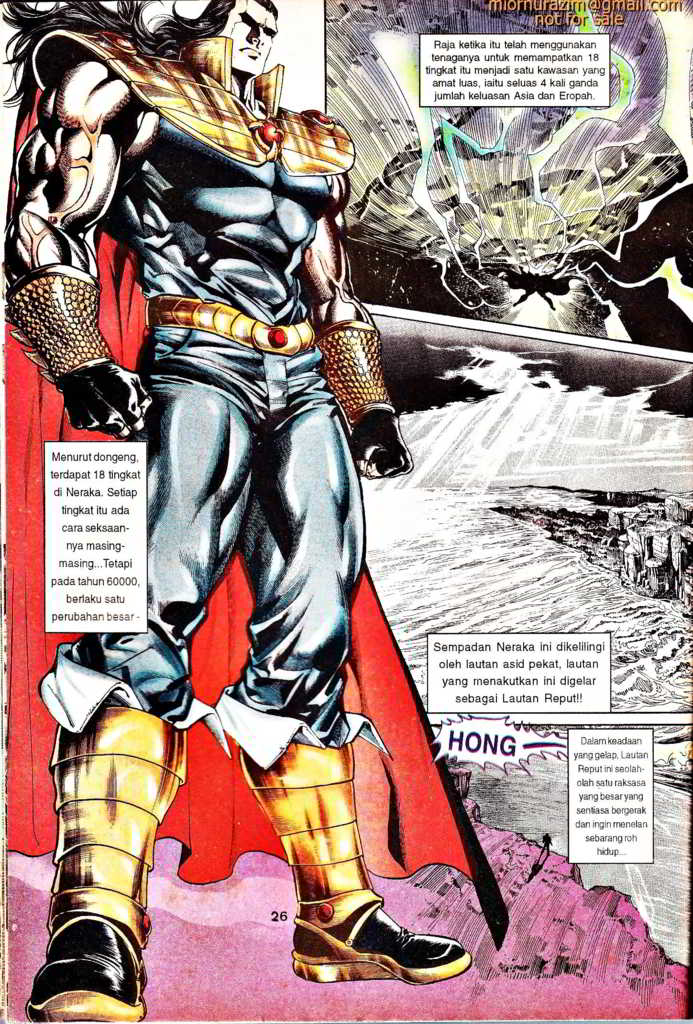 miornurazim@gmail.com
not for sale
Menurut dongeng,
terdapat 18 tingkat
di Neraka. Setiap
tingkat itu ada
cara seksaan-
nya masing-
masing...Tetapi
pada tahun 60000,
berlaku satu
perubahan besar -
Raja ketika itu telah menggunakan
tenaganya untuk memampatkan 18
tingkat itu menjadi satu kawasan yang
amat luas, iaitu seluas 4 kali ganda
jumlah keluasan Asia dan Eropah.
Sempadan Neraka ini dikelilingi
oleh lautan asid pekat, lautan
yang menakutkan ini digelar
sebagai Lautan Reput!!
HONG
Dalam keadaan
yang gelap, Lautan
Reput ini seolah-
olah satu raksasa
yang besar yang
sentiasa bergerak
dan ingin menelan
sebarang roh
hidup...
26